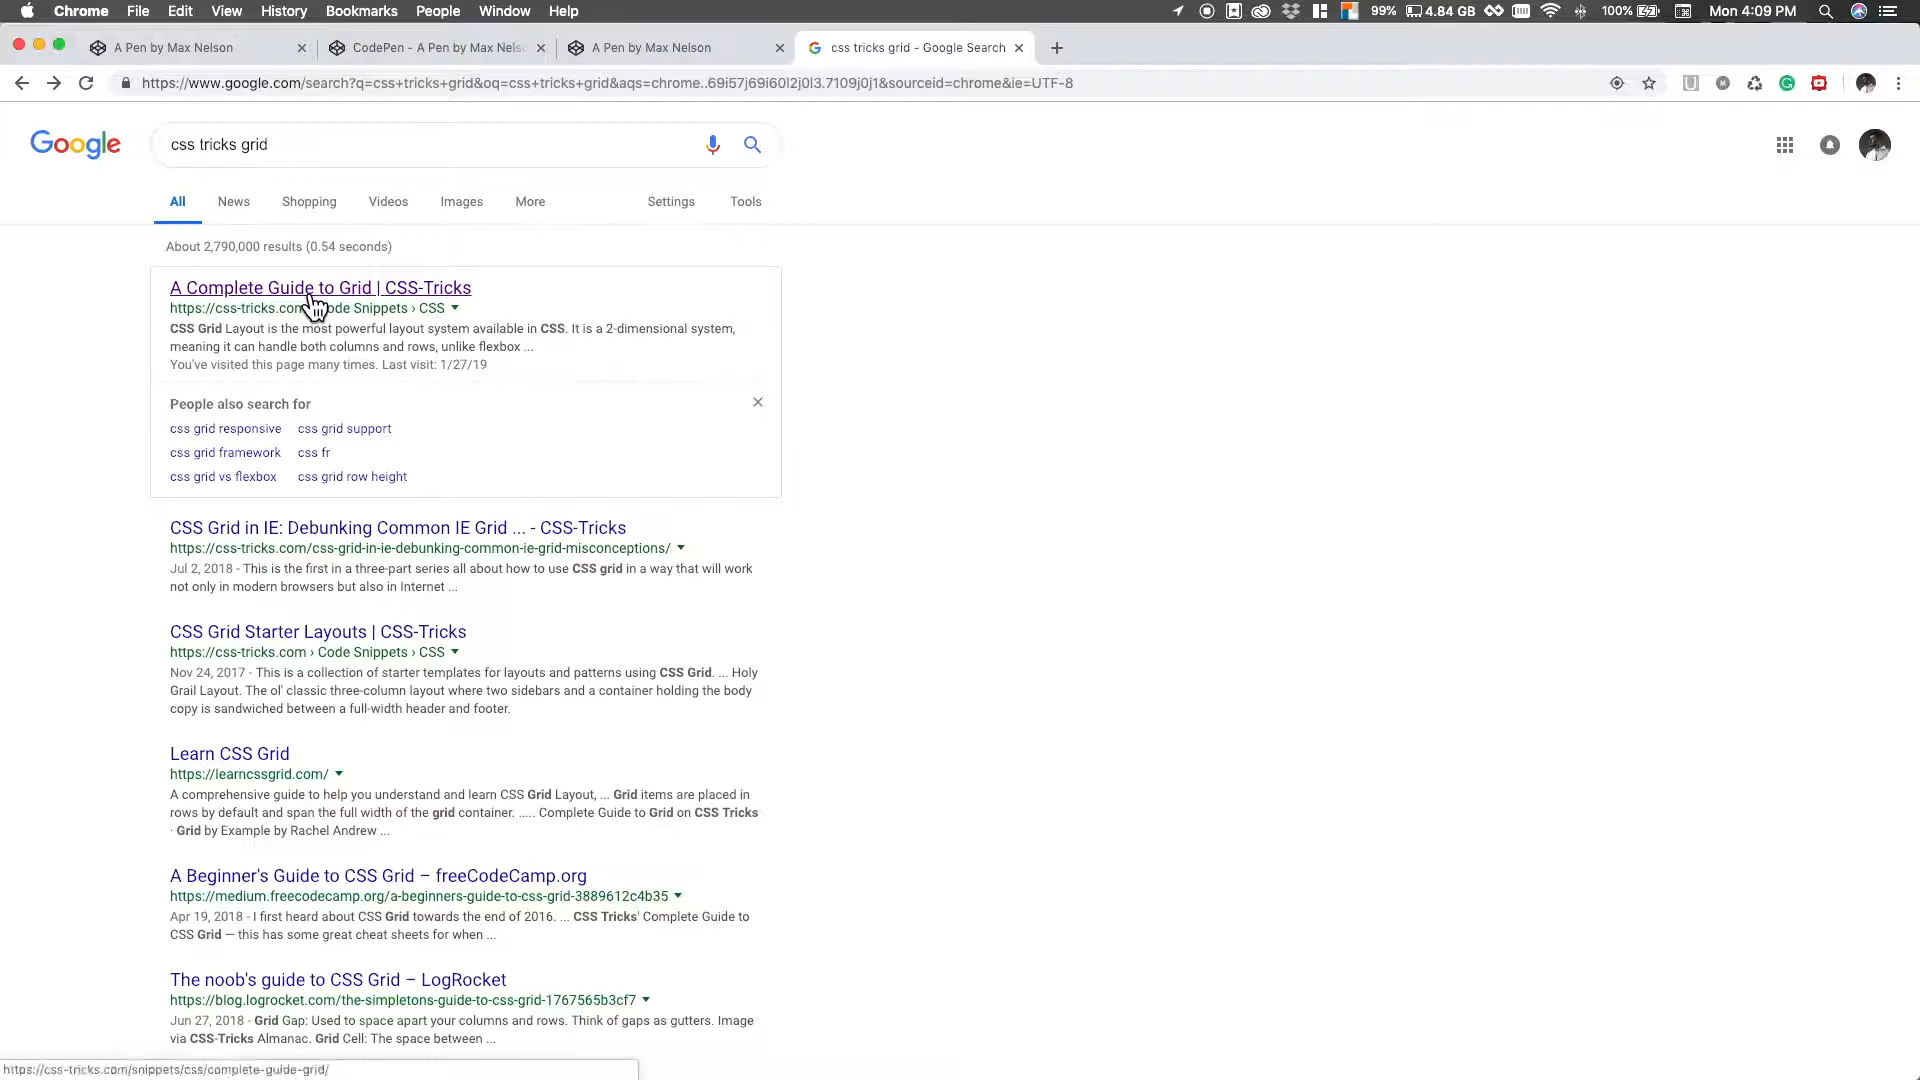 Chrome File Edit View History Bookmarks People Window Help 99% 4.84 GB 100% Mon 4:09 PM
A Pen by Max Nelson CodePen - A Pen by Max Nels A Pen by Max Nelson css tricks grid - Google Search
https://www.google.com/search?q=css+tricks+grid&oq=css+tricks+grid&aqs=chrome..69i57j69i60l2j0l3.7109j0j1&sourceid=chrome&ie=UTF-8
Google css tricks grid
All News Shopping Videos Images More Settings Tools
About 2,790,000 results (0.54 seconds)
A Complete Guide to Grid | CSS-Tricks
https://css-tricks.com Code Snippets › CSS
CSS Grid Layout is the most powerful layout system available in CSS. It is a 2-dimensional system,
meaning it can handle both columns and rows, unlike flexbox ...
You've visited this page many times. Last visit: 1/27/19
People also search for
css grid responsive css grid support
css grid framework css fr
css grid vs flexbox css grid row height
CSS Grid in IE: Debunking Common IE Grid ... - CSS-Tricks
https://css-tricks.com/css-grid-in-ie-debunking-common-ie-grid-misconceptions/
Jul 2, 2018 - This is the first in a three-part series all about how to use CSS grid in a way that will work
not only in modern browsers but also in Internet ...
CSS Grid Starter Layouts | CSS-Tricks
https://css-tricks.com › Code Snippets › CSS
Nov 24, 2017 - This is a collection of starter templates for layouts and patterns using CSS Grid. ... Holy
Grail Layout. The ol' classic three-column layout where two sidebars and a container holding the body
copy is sandwiched between a full-width header and footer.
Learn CSS Grid
https://learncssgrid.com/
A comprehensive guide to help you understand and learn CSS Grid Layout, ... Grid items are placed in
rows by default and span the full width of the grid container. ..... Complete Guide to Grid on CSS Tricks
· Grid by Example by Rachel Andrew ...
A Beginner's Guide to CSS Grid – freeCodeCamp.org
https://medium.freecodecamp.org/a-beginners-guide-to-css-grid-3889612c4b35
Apr 19, 2018 - I first heard about CSS Grid towards the end of 2016. ... CSS Tricks' Complete Guide to
CSS Grid — this has some great cheat sheets for when ...
The noob's guide to CSS Grid – LogRocket
https://blog.logrocket.com/the-simpletons-guide-to-css-grid-1767565b3cf7
Jun 27, 2018 - Grid Gap: Used to space apart your columns and rows. Think of gaps as gutters. Image
via CSS-Tricks Almanac. Grid Cell: The space between ...
https://css-tricks.com/snippets/css/complete-guide-grid/